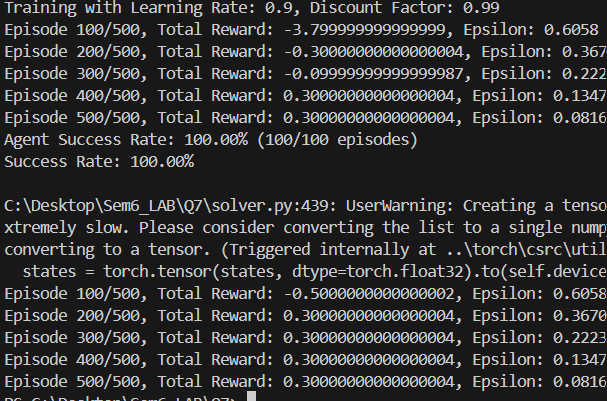 Training with Learning Rate: 0.9, Discount Factor: 0.99
Episode 100/500, Total Reward: -3.799999999999999, Epsilon: 0.6058
Episode 200/500, Total Reward: -0.30000000000000004, Epsilon: 0.367
Episode 300/500, Total Reward: -0.09999999999999987, Epsilon: 0.222
Episode 400/500, Total Reward: 0.30000000000000004, Epsilon: 0.1347
Episode 500/500, Total Reward: 0.30000000000000004, Epsilon: 0.0816
Agent Success Rate: 100.00% (100/100 episodes)
Success Rate: 100.00%
C:\Desktop\Sem6_LAB\Q7\solver.py:439: UserWarning: Creating a tenso
xtremely slow. Please consider converting the list to a single nump
converting to a tensor. (Triggered internally at ..\torch\csrc\util
states = torch.tensor(states, dtype=torch.float32).to(self.device
Episode 100/500, Total Reward: -0.5000000000000002, Epsilon: 0.6058
Episode 200/500, Total Reward: 0.30000000000000004, Epsilon: 0.3670
Episode 300/500, Total Reward: 0.30000000000000004, Epsilon: 0.2223
Episode 400/500, Total Reward: 0.30000000000000004, Epsilon: 0.1347
Episode 500/500, Total Reward: 0.30000000000000004, Epsilon: 0.0816
PS C:\Desktop\Sem6_LAB\Q7>